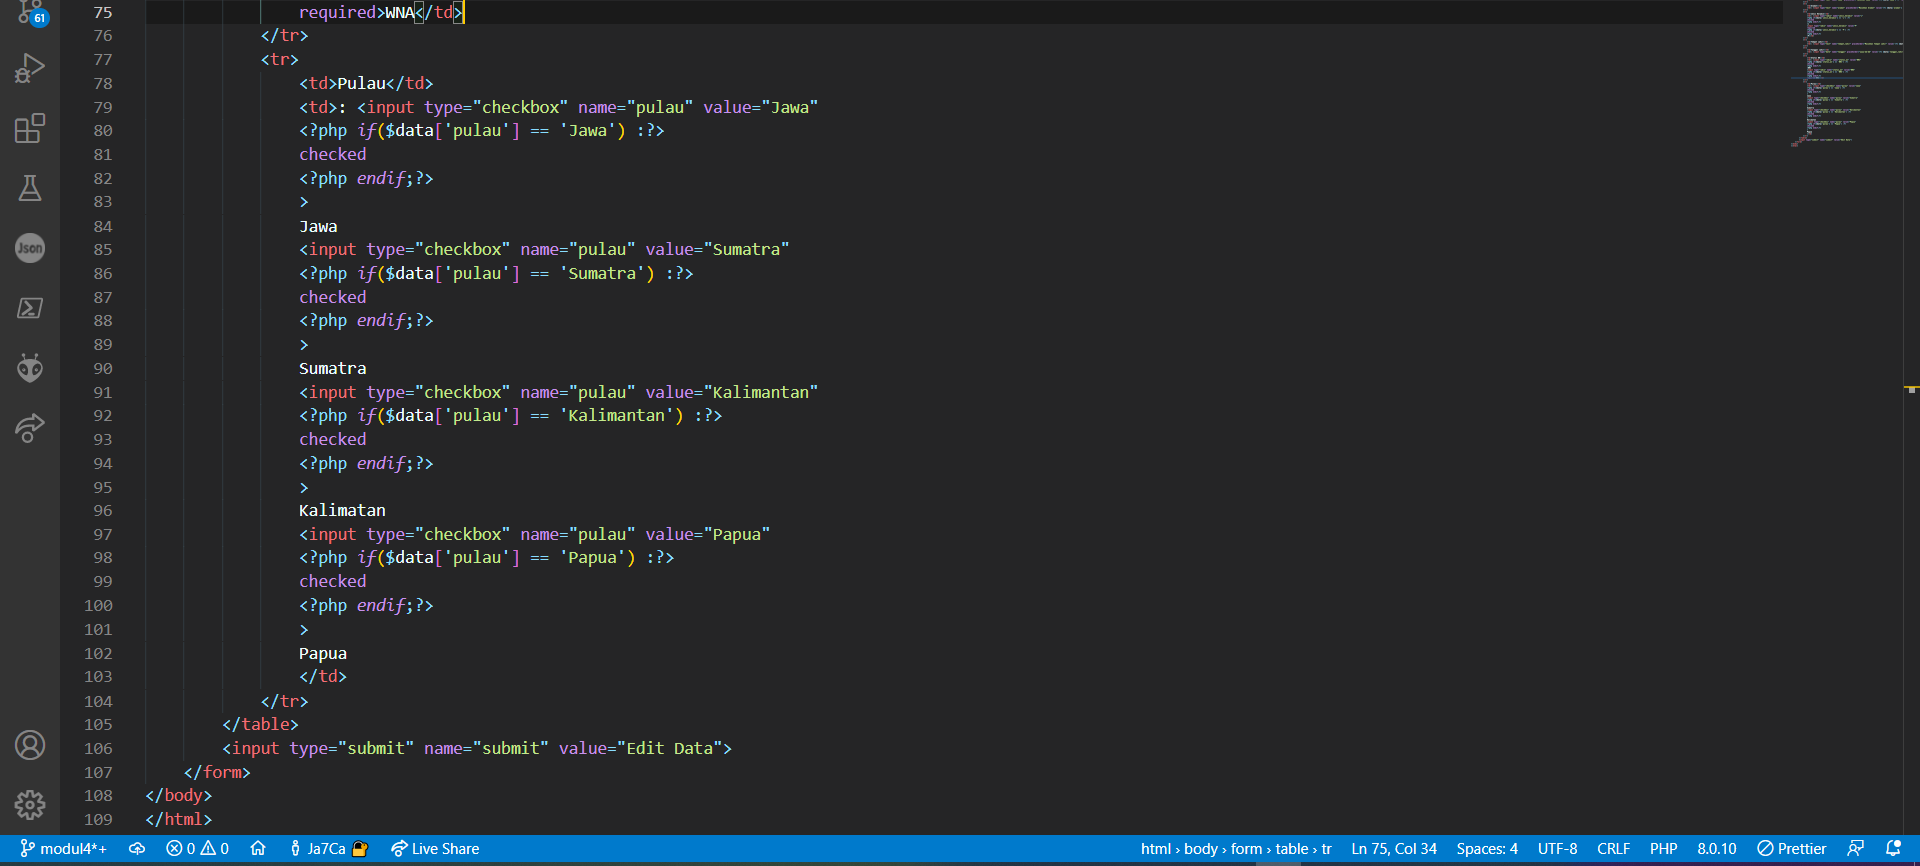 61
Json
75 required>WNA</td>
76 </tr>
77 <tr>
78 <td>Pulau</td>
79 <td>: <input type="checkbox" name="pulau" value="Jawa"
80 <?php if($data['pulau'] == 'Jawa') :?>
81 checked
82 <?php endif;?>
83 >
84 Jawa
85 <input type="checkbox" name="pulau" value="Sumatra"
86 <?php if($data['pulau'] == 'Sumatra') :?>
87 checked
88 <?php endif;?>
89 >
90 Sumatra
91 <input type="checkbox" name="pulau" value="Kalimantan"
92 <?php if($data['pulau'] == 'Kalimantan') :?>
93 checked
94 <?php endif;?>
95 >
96 Kalimatan
97 <input type="checkbox" name="pulau" value="Papua"
98 <?php if($data['pulau'] == 'Papua') :?>
99 checked
100 <?php endif;?>
101 >
102 Papua
103 </td>
104 </tr>
105 </table>
106 <input type="submit" name="submit" value="Edit Data">
107 </form>
108 </body>
109 </html>
modul4*+ 0 0 Ja7Ca Live Share html › body › form › table › tr Ln 75, Col 34 Spaces: 4 UTF-8 CRLF PHP 8.0.10 Prettier